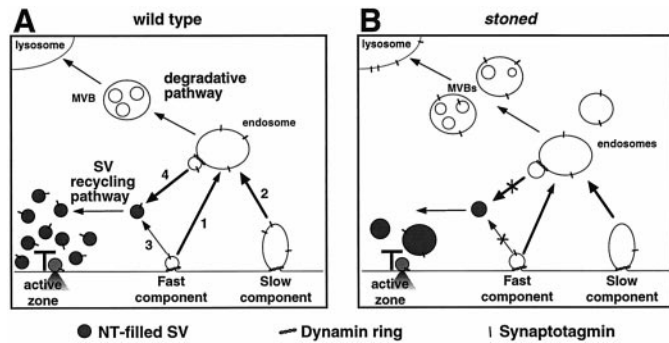 A
wild type
lysosome
MVB
degradative
pathway
endosome
SV
recycling
pathway
4
2
1
3
active
zone
Fast
component
Slow
component
B
stoned
lysosome
MVBs
endosomes
active
zone
Fast
component
Slow
component
NT-filled SV
Dynamin ring
Synaptotagmin